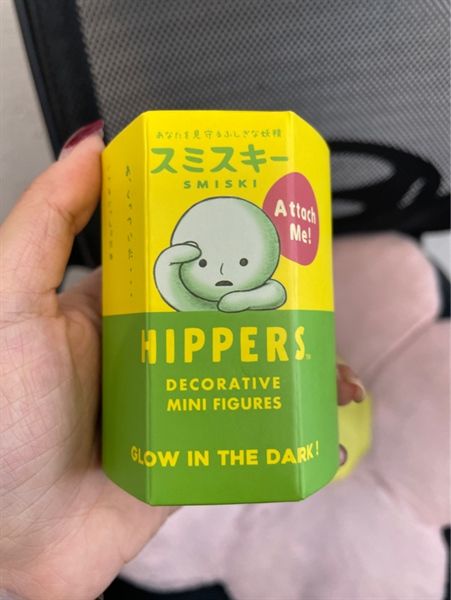 あなたを見守るふしぎな妖精
スミスキー
SMISKI
Attach
Me!
HIPPERS
TM
DECORATIVE
MINI FIGURES
GLOW IN THE DARK!